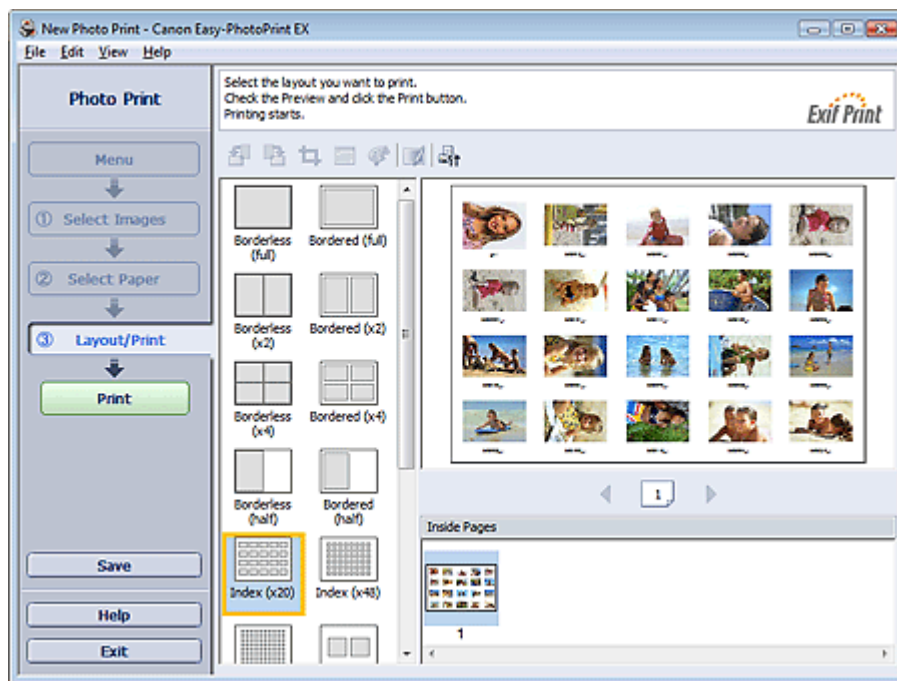 New Photo Print - Canon Easy-PhotoPrint EX
File Edit View Help
Photo Print
Select the layout you want to print.
Check the Preview and click the Print button.
Printing starts.
Exif Print
Menu
① Select Images
② Select Paper
③ Layout/Print
Print
Save
Help
Exit
Borderless (full)
Bordered (full)
Borderless (x2)
Bordered (x2)
Borderless (x4)
Bordered (x4)
Borderless (half)
Bordered (half)
Index (x20)
Index (x48)
1
Inside Pages
1